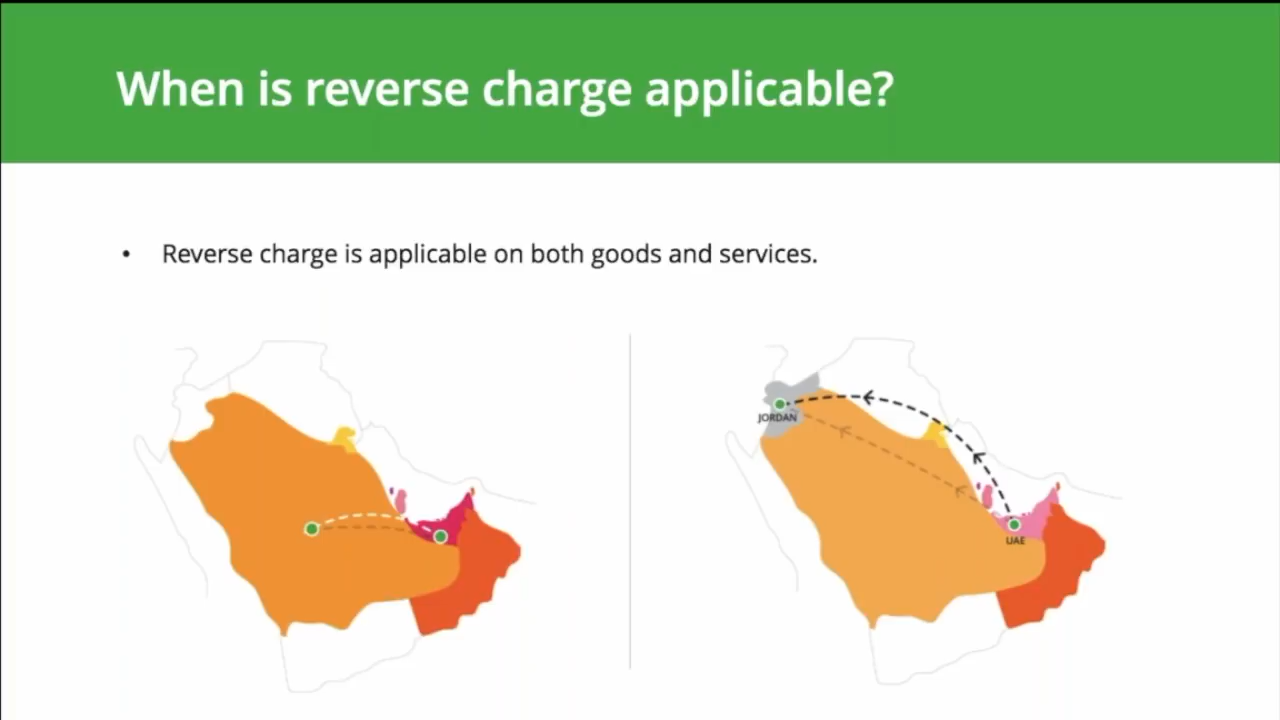 When is reverse charge applicable?
• Reverse charge is applicable on both goods and services.
JORDAN
UAE